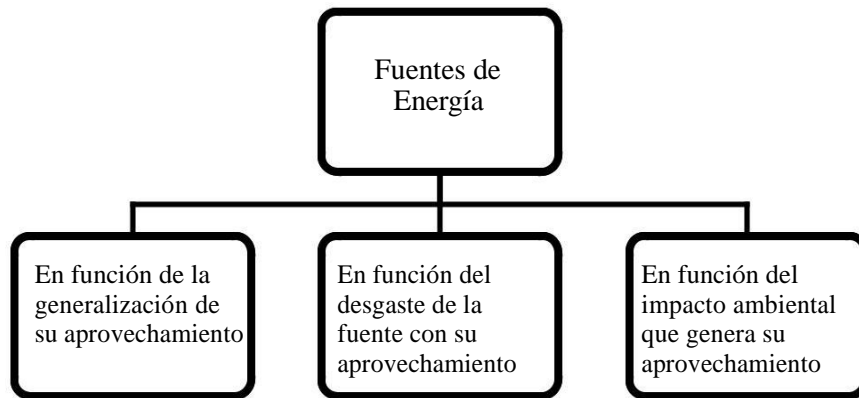 Fuentes de
Energía
En función de la
generalización de
su aprovechamiento
En función del
desgaste de la
fuente con su
aprovechamiento
En función del
impacto ambiental
que genera su
aprovechamiento